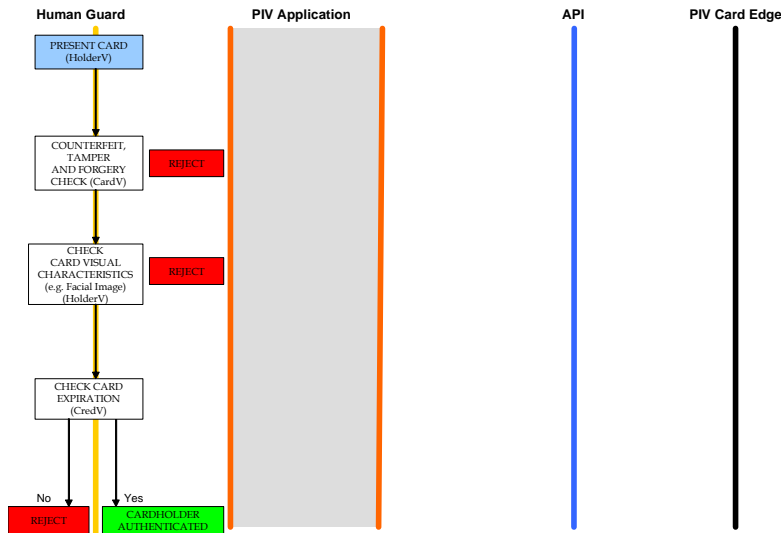 Human Guard
PIV Application
API
PIV Card Edge
PRESENT CARD
(HolderV)
COUNTERFEIT,
TAMPER
AND FORGERY
CHECK (CardV)
REJECT
CHECK
CARD VISUAL
CHARACTERISTICS
(e.g. Facial Image)
(HolderV)
REJECT
CHECK CARD
EXPIRATION
(CredV)
No
Yes
REJECT
CARDHOLDER
AUTHENTICATED